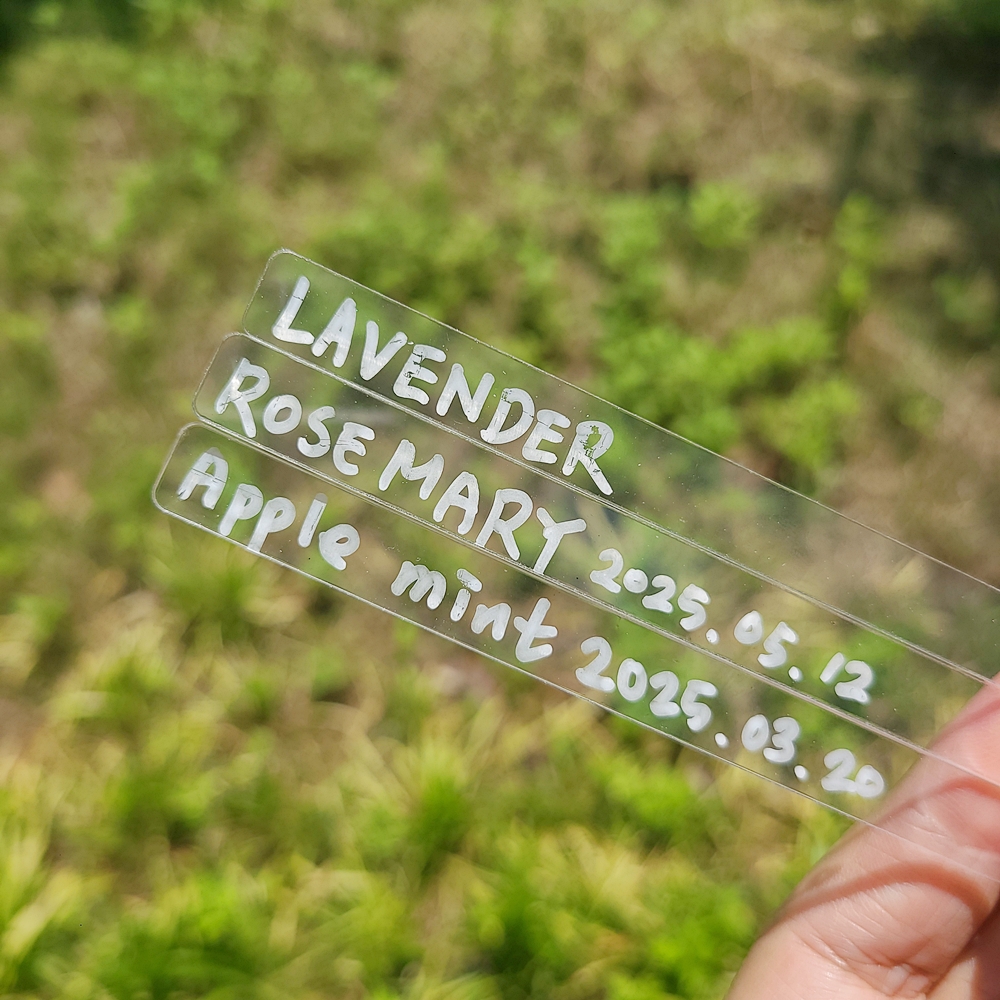 LAVENDER
ROSE MARY 2025.05.12
Apple mint 2025.03.20